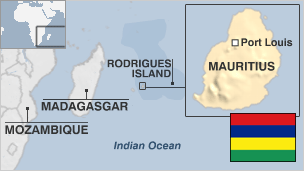 Port Louis
RODRIGUES
ISLAND
MAURITIUS
MADAGASGAR
MOZAMBIQUE
Indian Ocean